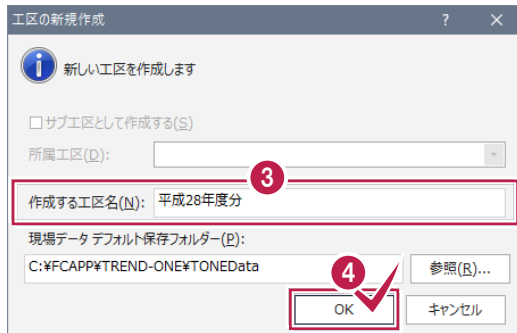 工区の新規作成 ? ×
新しい工区を作成します
サブ工区として作成する(S)
所属工区(D):
3
作成する工区名(N): 平成28年度分
現場データ デフォルト保存フォルダー(P):
C:¥FCAPP¥TREND-ONE¥TONEData 参照(R)...
4
OK キャンセル